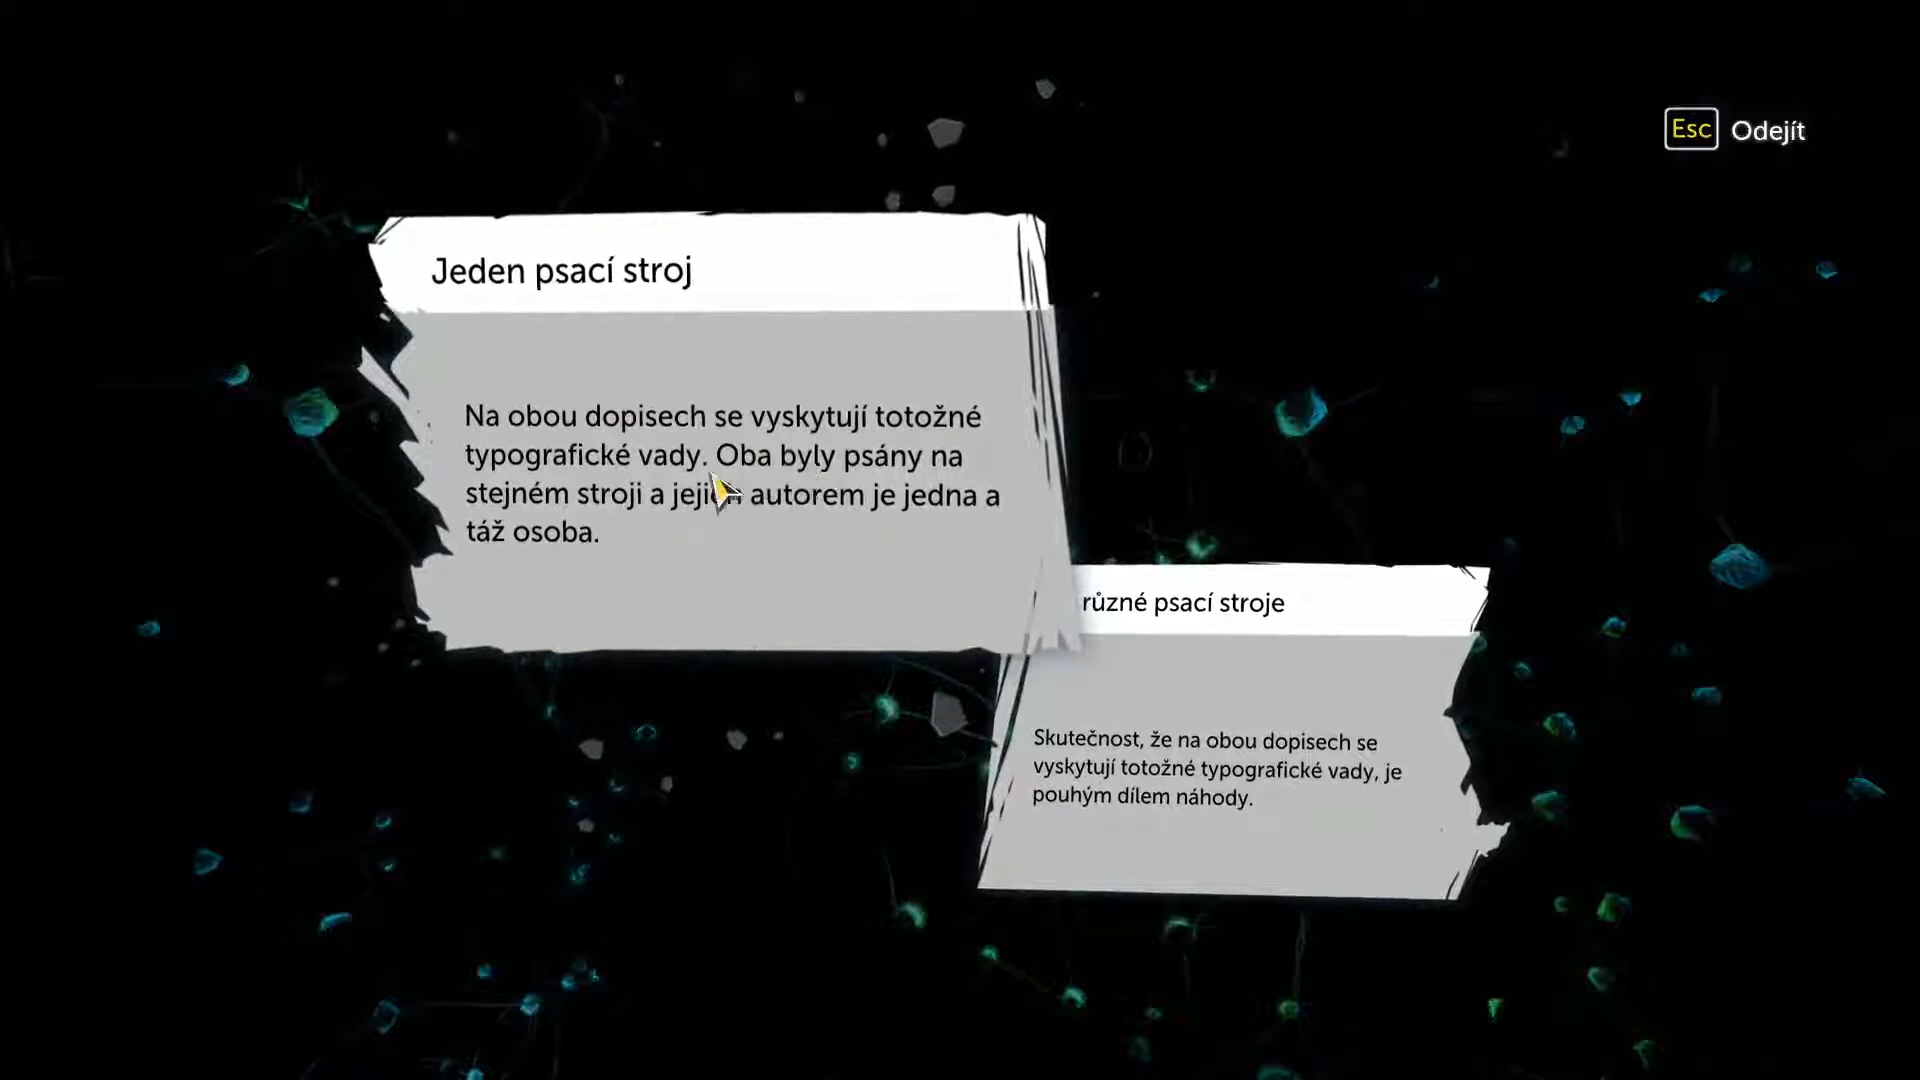 Esc Odejít
Jeden psací stroj
Na obou dopisech se vyskytují totožné
typografické vady. Oba byly psány na
stejném stroji a jejich autorem je jedna a
táž osoba.
různé psací stroje
Skutečnost, že na obou dopisech se
vyskytují totožné typografické vady, je
pouhým dílem náhody.